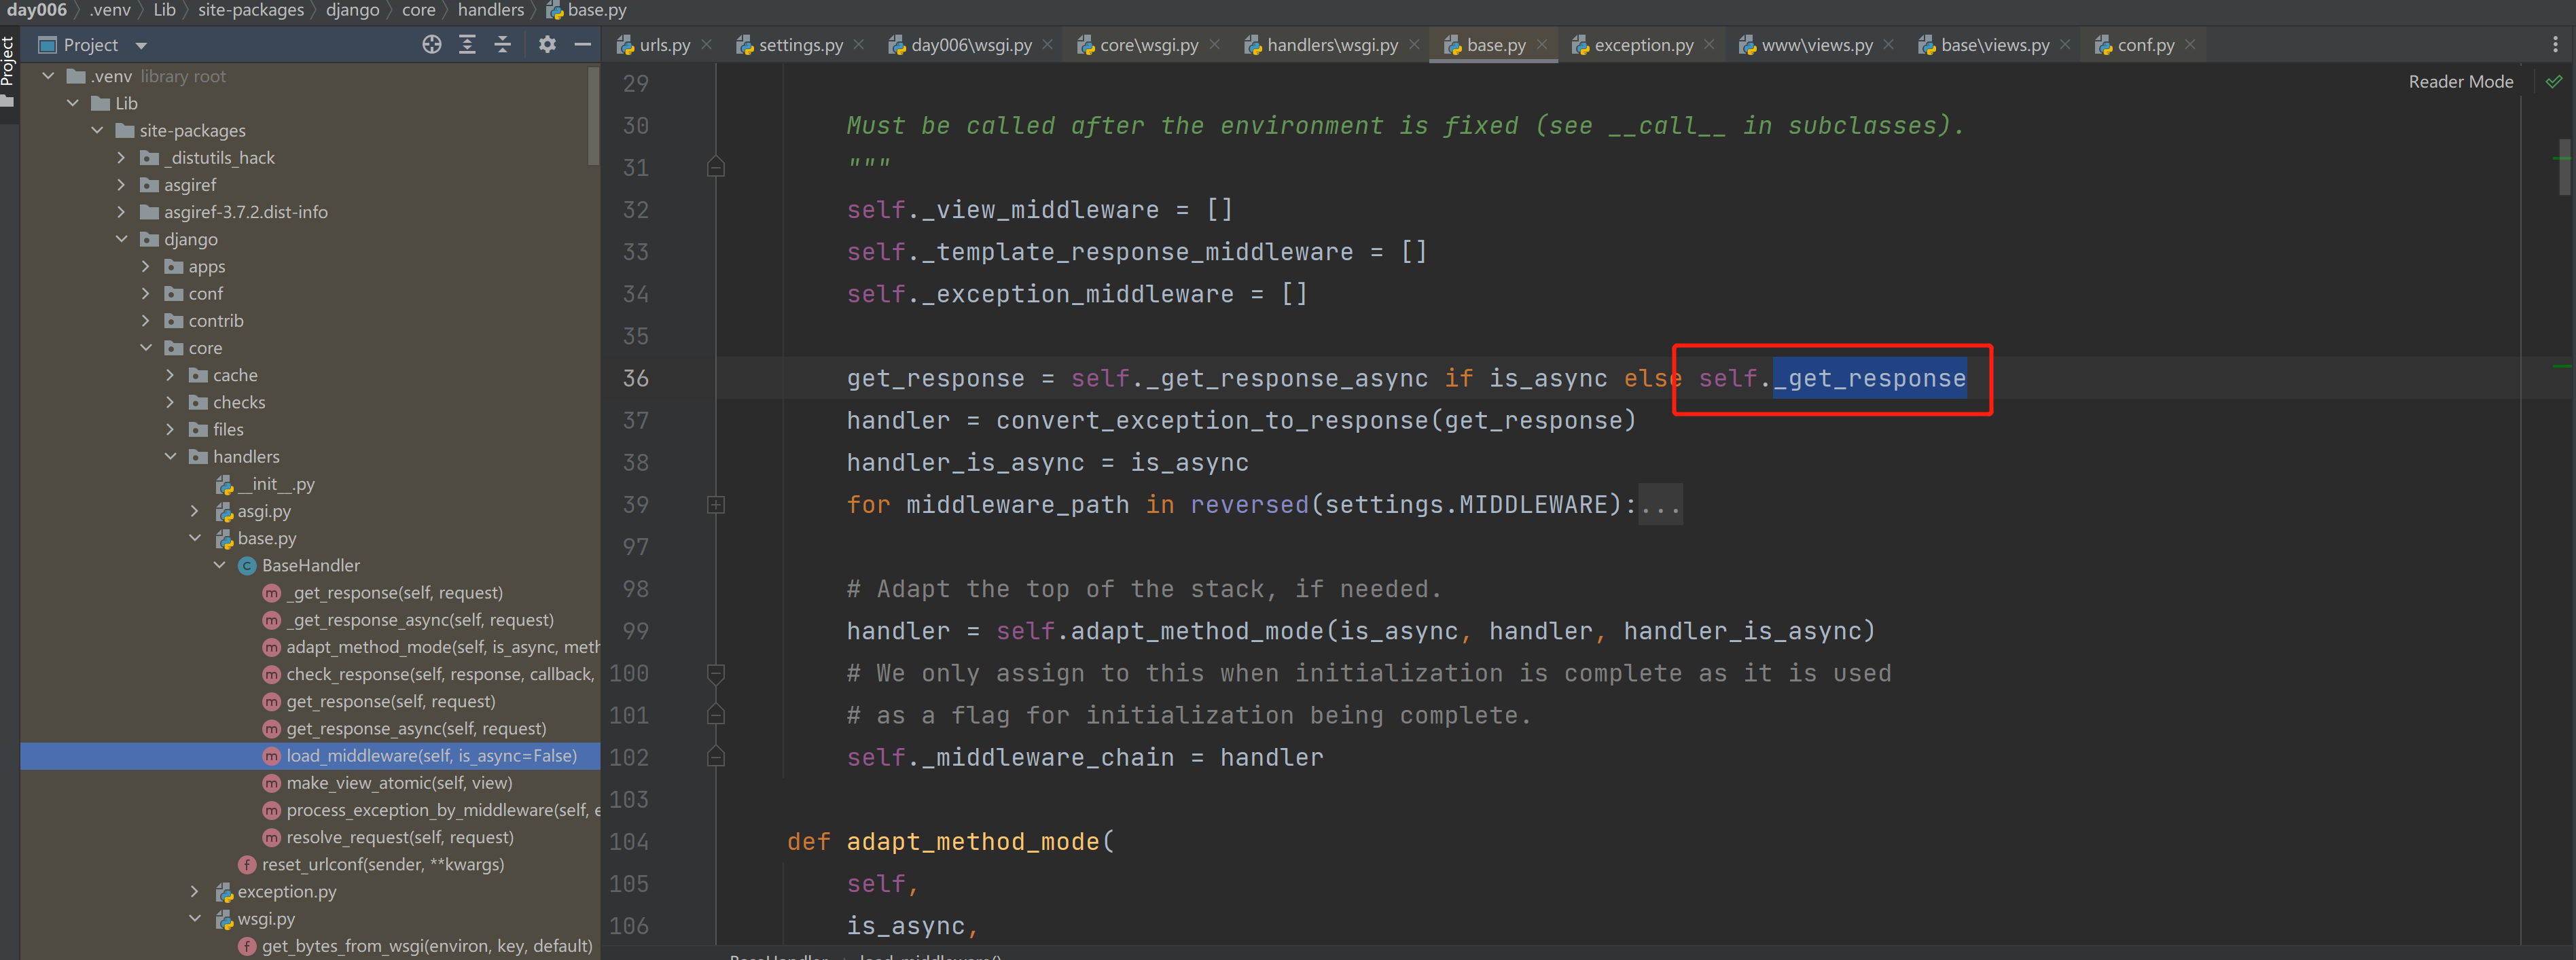 day006 .venv Lib site-packages django core handlers base.py
Project
Project
urls.py settings.py day006\wsgi.py core\wsgi.py handlers\wsgi.py base.py exception.py www\views.py base\views.py conf.py
Reader Mode
.venv library root
Lib
site-packages
_distutils_hack
asgiref
asgiref-3.7.2.dist-info
django
apps
conf
contrib
core
cache
checks
files
handlers
__init__.py
asgi.py
base.py
BaseHandler
_get_response(self, request)
_get_response_async(self, request)
adapt_method_mode(self, is_async, meth
check_response(self, response, callback,
get_response(self, request)
get_response_async(self, request)
load_middleware(self, is_async=False)
make_view_atomic(self, view)
process_exception_by_middleware(self, e
resolve_request(self, request)
reset_urlconf(sender, **kwargs)
exception.py
wsgi.py
get_bytes_from_wsgi(environ, key, default)
29
30 Must be called after the environment is fixed (see __call__ in subclasses).
31 """
32 self._view_middleware = []
33 self._template_response_middleware = []
34 self._exception_middleware = []
35
36 get_response = self._get_response_async if is_async else self._get_response
37 handler = convert_exception_to_response(get_response)
38 handler_is_async = is_async
39 for middleware_path in reversed(settings.MIDDLEWARE):...
97
98 # Adapt the top of the stack, if needed.
99 handler = self.adapt_method_mode(is_async, handler, handler_is_async)
100 # We only assign to this when initialization is complete as it is used
101 # as a flag for initialization being complete.
102 self._middleware_chain = handler
103
104 def adapt_method_mode(
105 self,
106 is_async,
BaseHandler load_middleware()